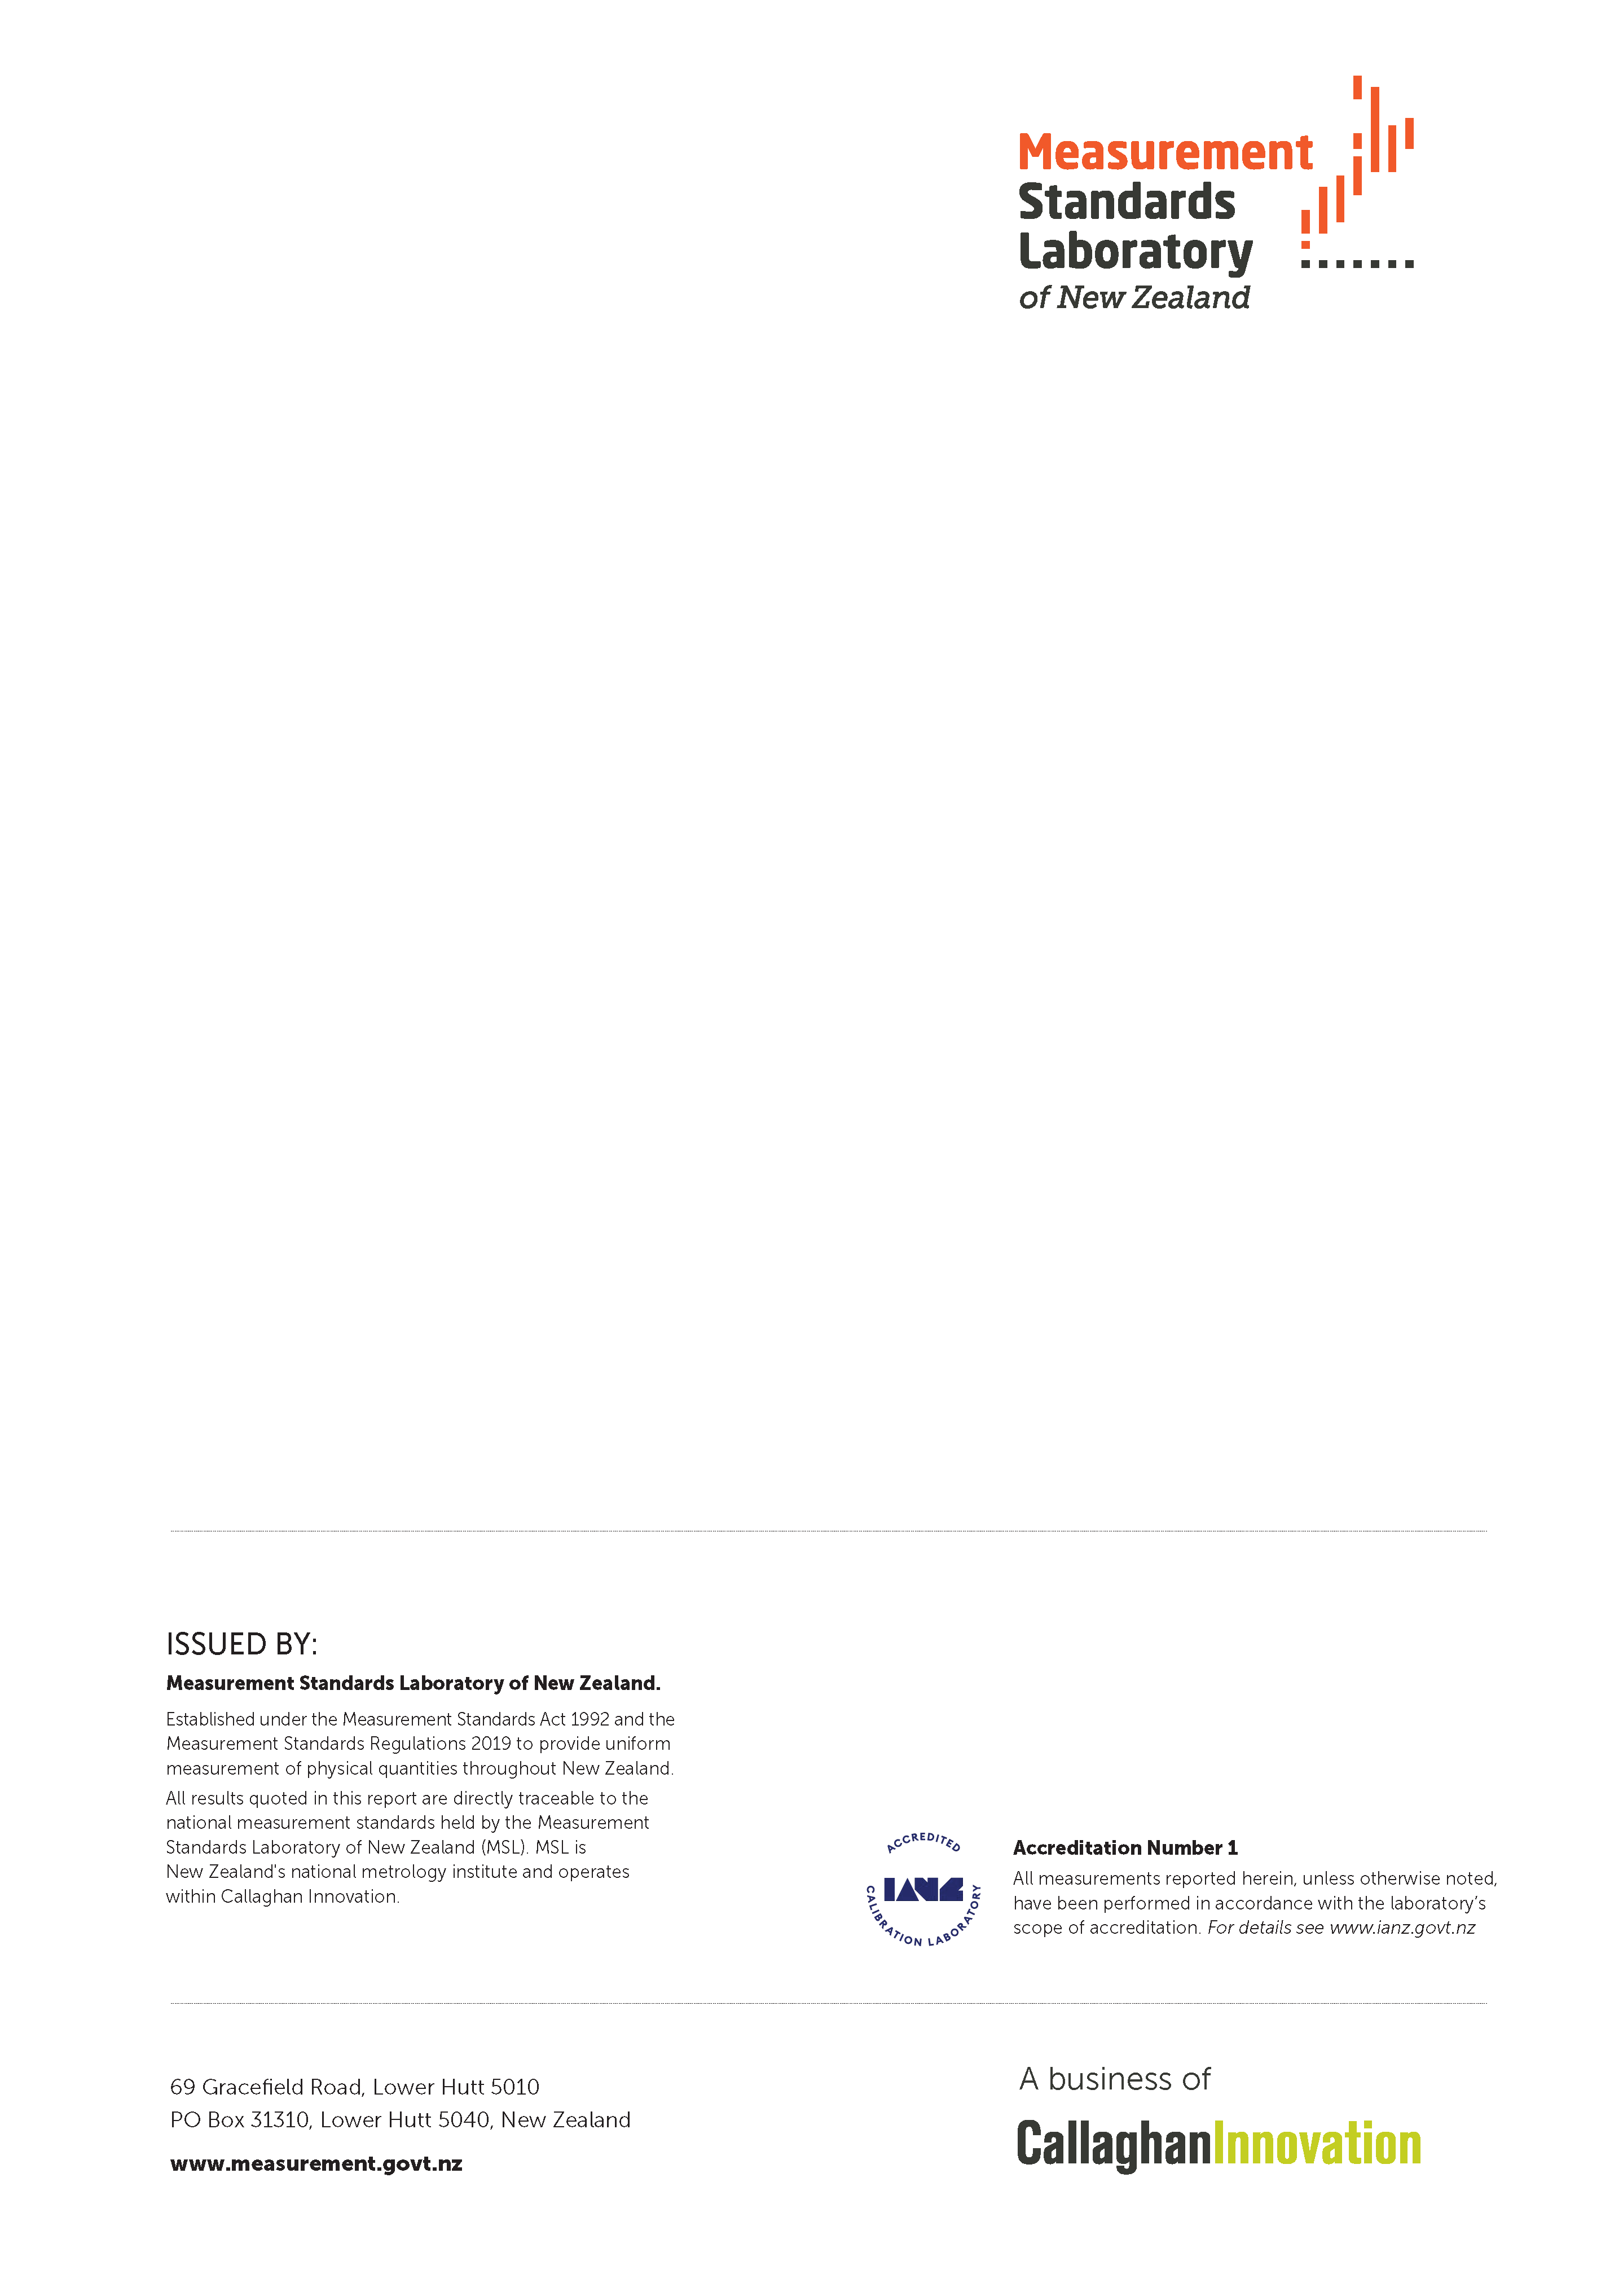 Measurement
Standards
Laboratory
of New Zealand
ISSUED BY:
Measurement Standards Laboratory of New Zealand.
Established under the Measurement Standards Act 1992 and the
Measurement Standards Regulations 2019 to provide uniform
measurement of physical quantities throughout New Zealand.
All results quoted in this report are directly traceable to the
national measurement standards held by the Measurement
Standards Laboratory of New Zealand (MSL). MSL is
New Zealand's national metrology institute and operates
within Callaghan Innovation.
ACCREDITED
IANZ
CALIBRATION LABORATORY
Accreditation Number 1
All measurements reported herein, unless otherwise noted,
have been performed in accordance with the laboratory’s
scope of accreditation. For details see www.ianz.govt.nz
69 Gracefield Road, Lower Hutt 5010
PO Box 31310, Lower Hutt 5040, New Zealand
www.measurement.govt.nz
A business of
CallaghanInnovation